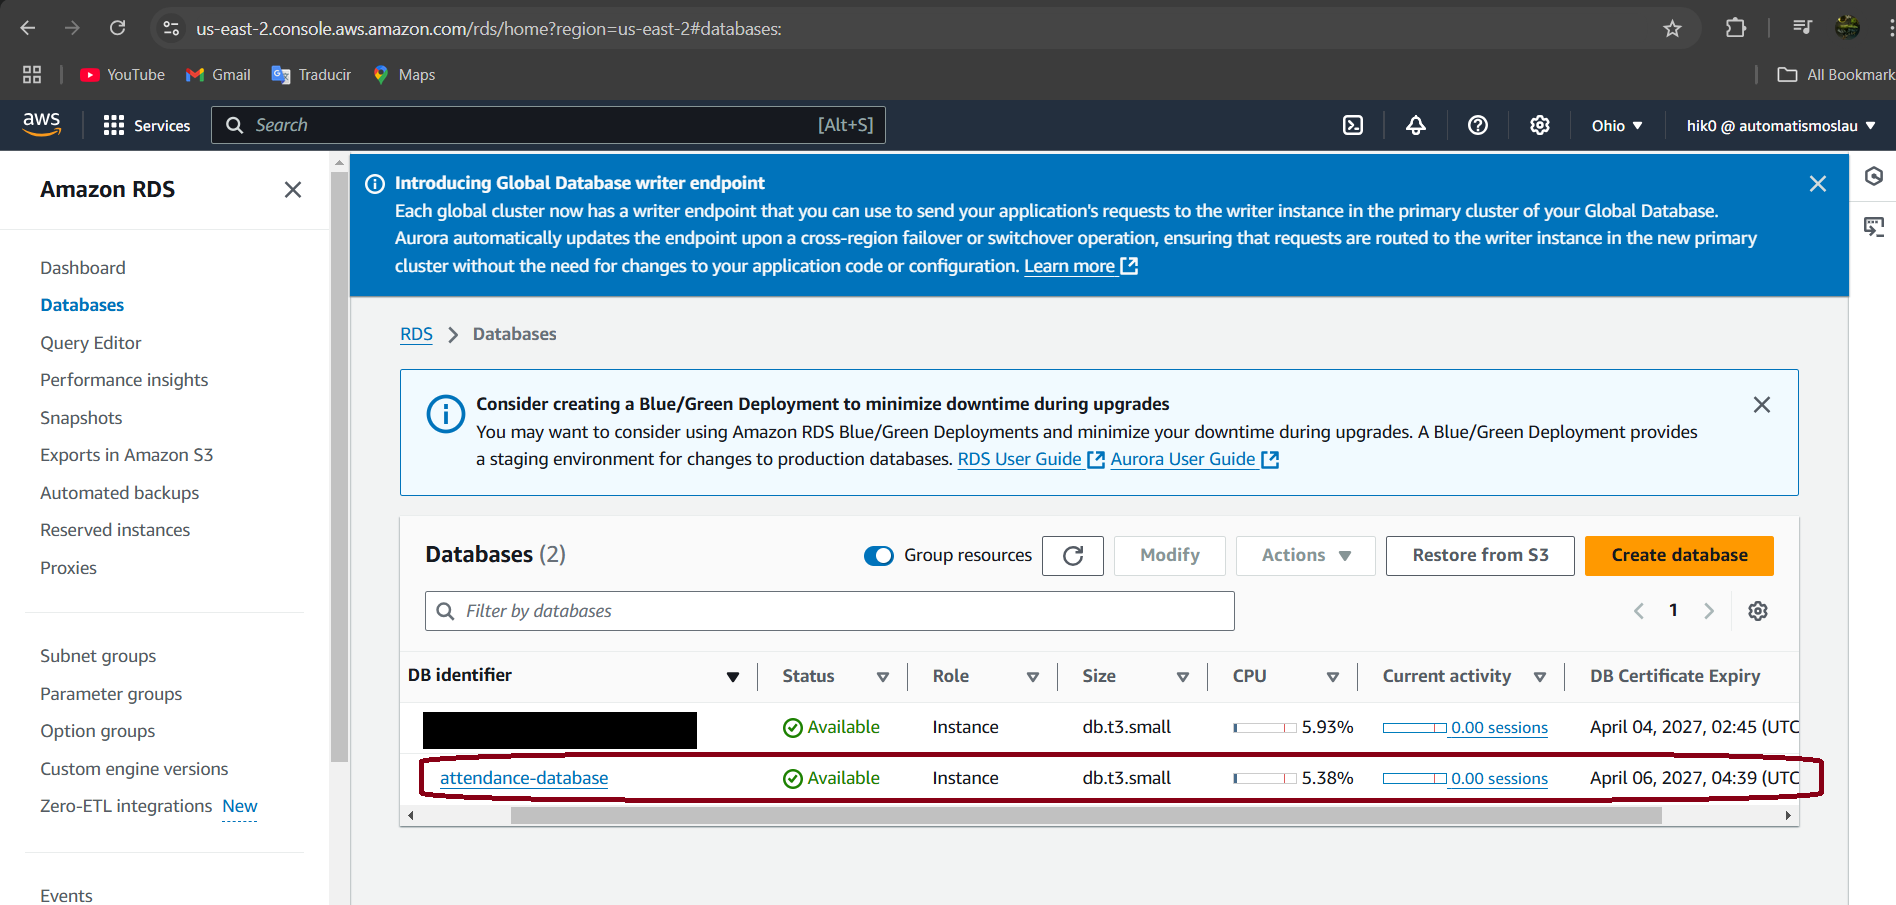 us-east-2.console.aws.amazon.com/rds/home?region=us-east-2#databases:
YouTube Gmail Traducir Maps All Bookmark
aws Services Search [Alt+S] Ohio hik0 @ automatismoslau
Amazon RDS
Dashboard
Databases
Query Editor
Performance insights
Snapshots
Exports in Amazon S3
Automated backups
Reserved instances
Proxies
Subnet groups
Parameter groups
Option groups
Custom engine versions
Zero-ETL integrations New
Events
Introducing Global Database writer endpoint
Each global cluster now has a writer endpoint that you can use to send your application's requests to the writer instance in the primary cluster of your Global Database.
Aurora automatically updates the endpoint upon a cross-region failover or switchover operation, ensuring that requests are routed to the writer instance in the new primary
cluster without the need for changes to your application code or configuration. Learn more
RDS > Databases
Consider creating a Blue/Green Deployment to minimize downtime during upgrades
You may want to consider using Amazon RDS Blue/Green Deployments and minimize your downtime during upgrades. A Blue/Green Deployment provides
a staging environment for changes to production databases. RDS User Guide Aurora User Guide
Databases (2) Group resources Modify Actions Restore from S3 Create database
Filter by databases 1
DB identifier Status Role Size CPU Current activity DB Certificate Expiry
Available Instance db.t3.small 5.93% 0.00 sessions April 04, 2027, 02:45 (UTC
attendance-database Available Instance db.t3.small 5.38% 0.00 sessions April 06, 2027, 04:39 (UTC